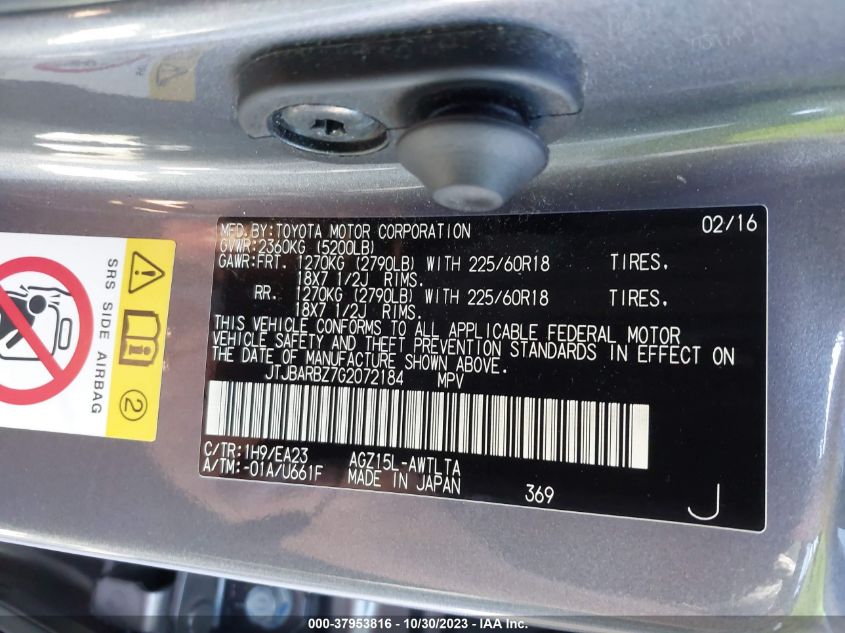 MFD.BY:TOYOTA MOTOR CORPORATION 02/16
GVWR:2360KG (5200LB)
GAWR:FRT. 1270KG (2790LB) WITH 225/60R18 TIRES.
18X7 1/2J RIMS.
RR. 1270KG (2790LB) WITH 225/60R18 TIRES.
18X7 1/2J RIMS.
THIS VEHICLE CONFORMS TO ALL APPLICABLE FEDERAL MOTOR
VEHICLE SAFETY AND THEFT PREVENTION STANDARDS IN EFFECT ON
THE DATE OF MANUFACTURE SHOWN ABOVE.
JTJBARBZ7G2072184 MPV
C/TR:1H9/EA23 AGZ15L-AWTLTA
A/TM:-01A/U661F MADE IN JAPAN 369 J
SRS SIDE AIRBAG
2
000-37953816 - 10/30/2023 - IAA Inc.